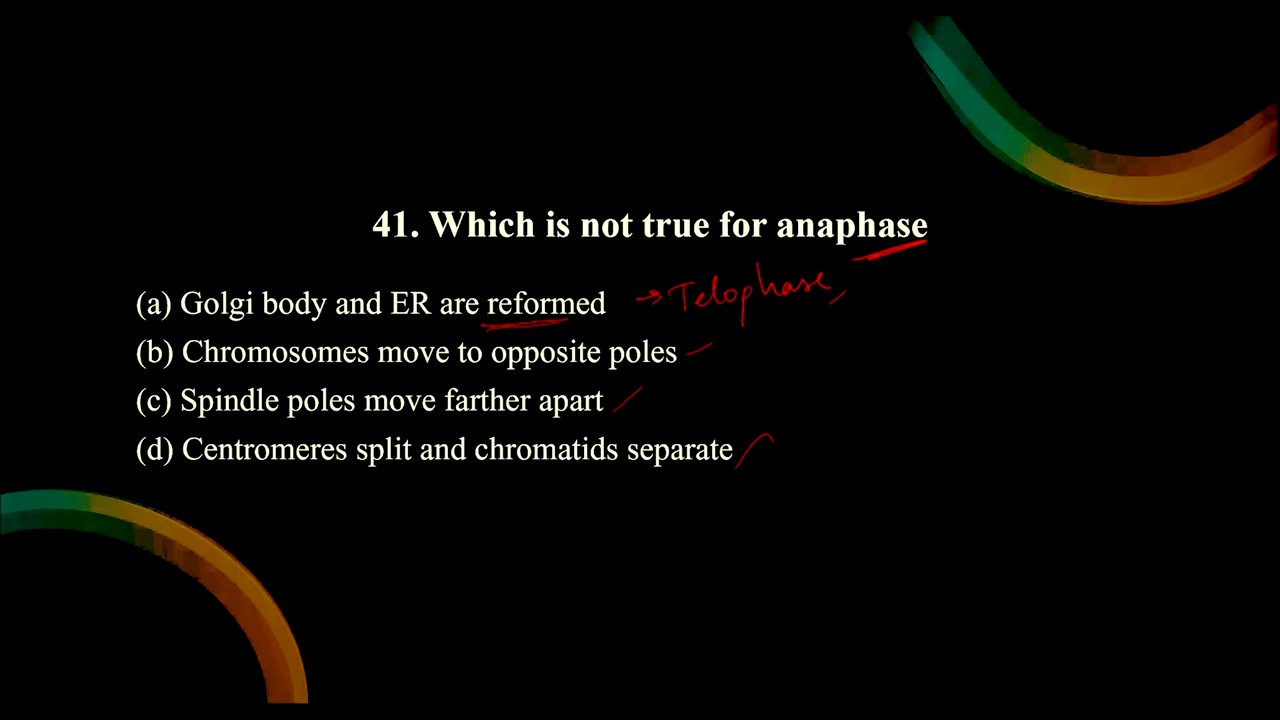 41. Which is not true for anaphase
(a) Golgi body and ER are reformed → Telophase
(b) Chromosomes move to opposite poles
(c) Spindle poles move farther apart
(d) Centromeres split and chromatids separate